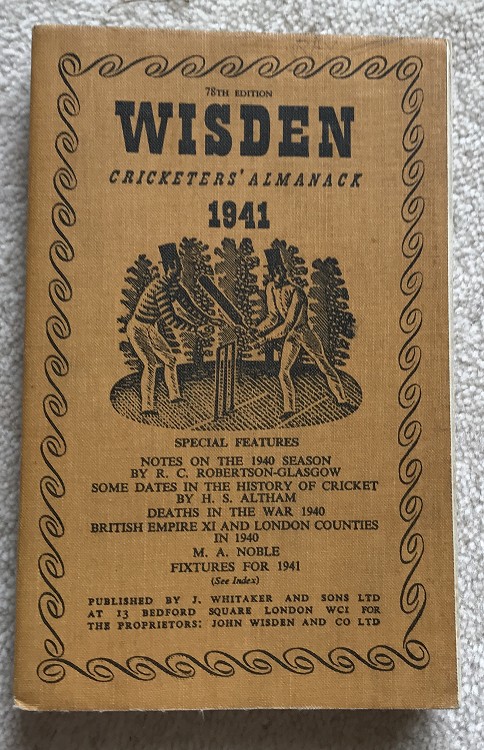 78TH EDITION
WISDEN
CRICKETERS' ALMANACK
1941
SPECIAL FEATURES
NOTES ON THE 1940 SEASON
BY R. C. ROBERTSON-GLASGOW
SOME DATES IN THE HISTORY OF CRICKET
BY H. S. ALTHAM
DEATHS IN THE WAR 1940
BRITISH EMPIRE XI AND LONDON COUNTIES
IN 1940
M. A. NOBLE
FIXTURES FOR 1941
(See Index)
PUBLISHED BY J. WHITAKER AND SONS LTD
AT 13 BEDFORD SQUARE LONDON WC1 FOR
THE PROPRIETORS: JOHN WISDEN AND CO LTD